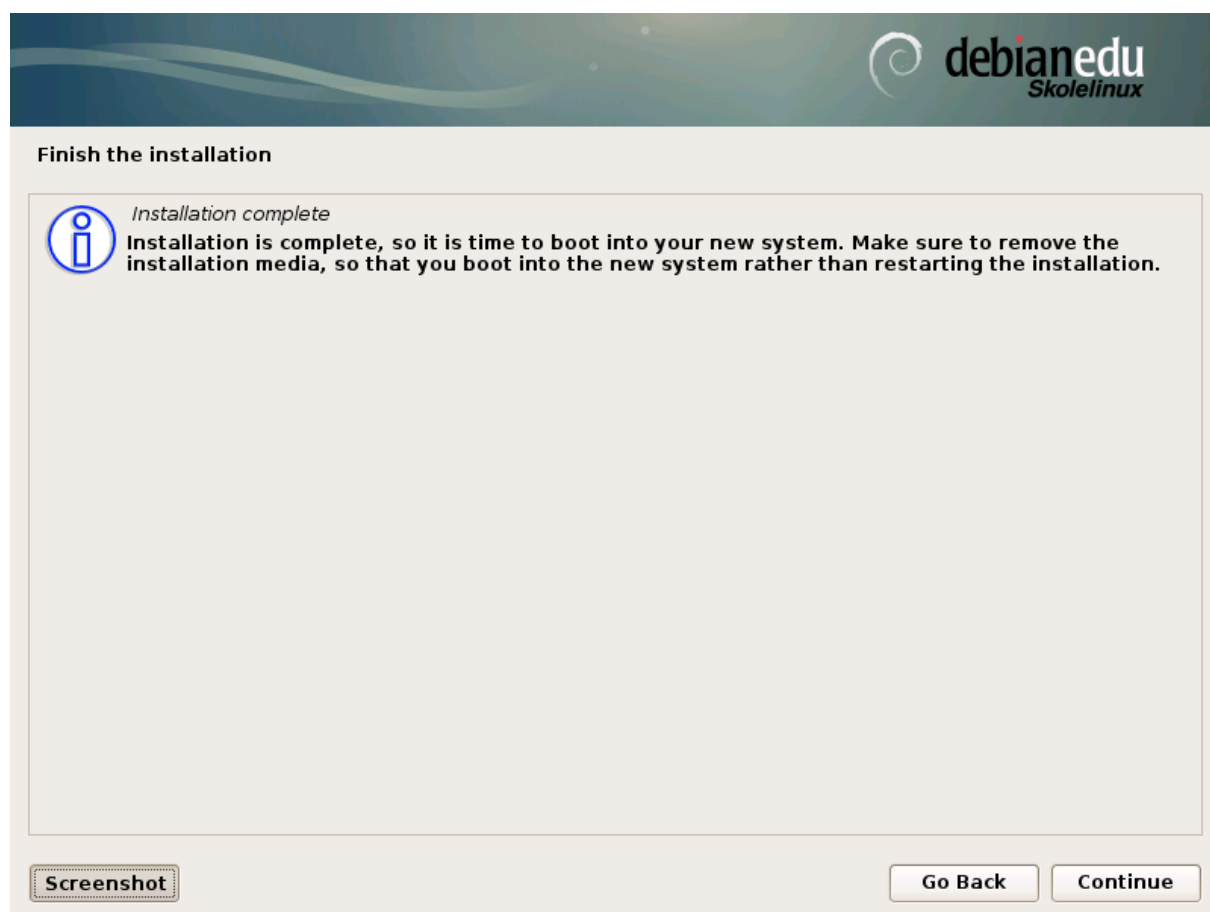 debianedu
Skolelinux
Finish the installation
Installation complete
Installation is complete, so it is time to boot into your new system. Make sure to remove the
installation media, so that you boot into the new system rather than restarting the installation.
Screenshot
Go Back
Continue